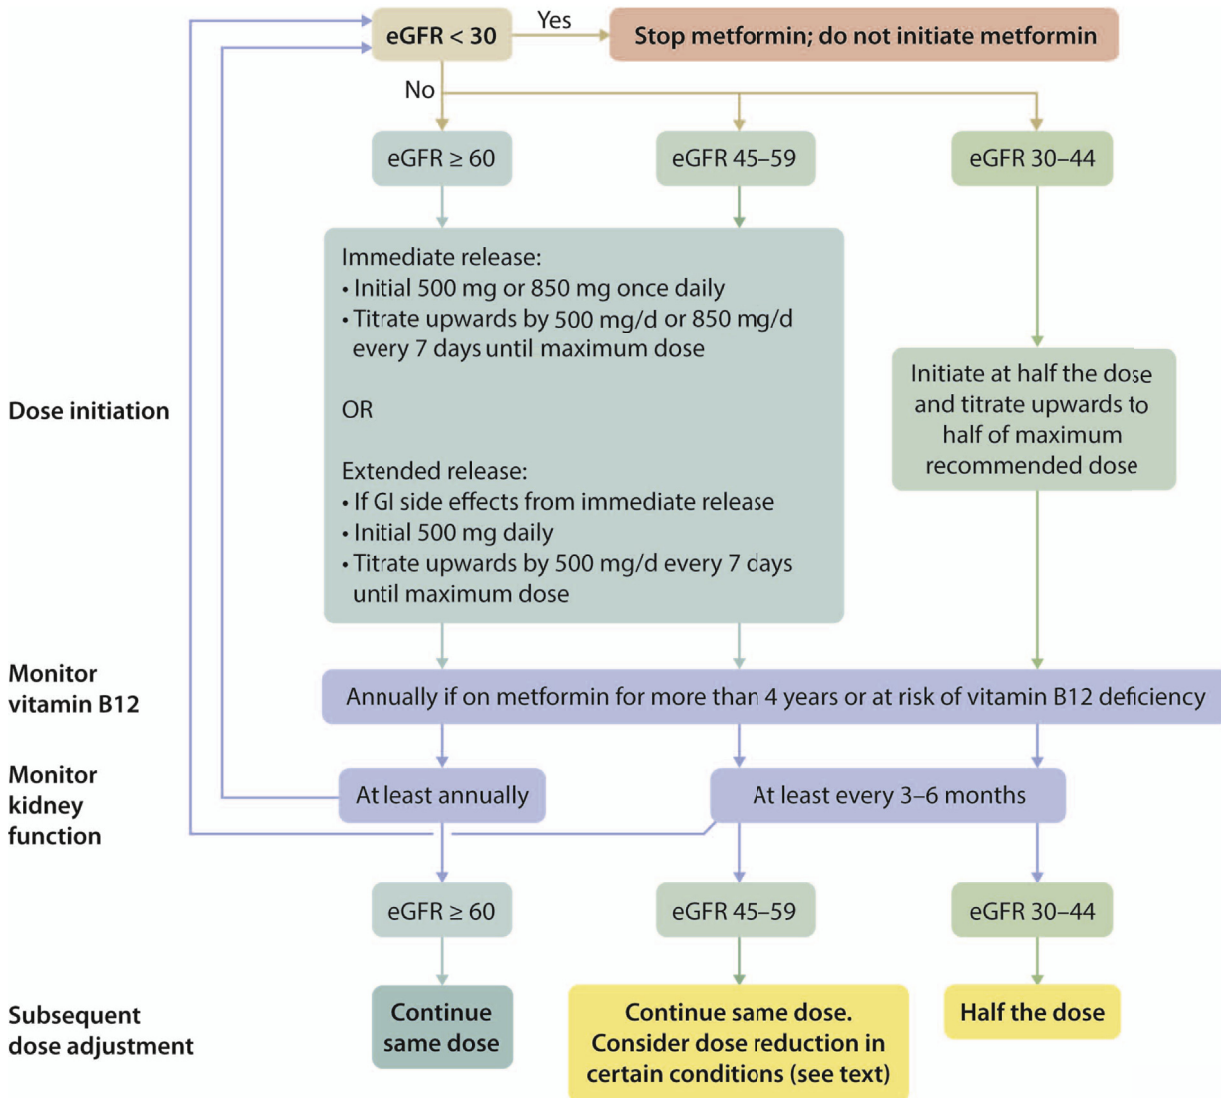 eGFR < 30
Yes
Stop metformin; do not initiate metformin
No
eGFR ≥ 60
eGFR 45–59
eGFR 30–44
Dose initiation
Immediate release:
• Initial 500 mg or 850 mg once daily
• Titrate upwards by 500 mg/d or 850 mg/d
every 7 days until maximum dose
OR
Extended release:
• If GI side effects from immediate release
• Initial 500 mg daily
• Titrate upwards by 500 mg/d every 7 days
until maximum dose
Initiate at half the dose
and titrate upwards to
half of maximum
recommended dose
Monitor
vitamin B12
Annually if on metformin for more than 4 years or at risk of vitamin B12 deficiency
Monitor
kidney
function
At least annually
At least every 3–6 months
eGFR ≥ 60
eGFR 45–59
eGFR 30–44
Subsequent
dose adjustment
Continue
same dose
Continue same dose.
Consider dose reduction in
certain conditions (see text)
Half the dose